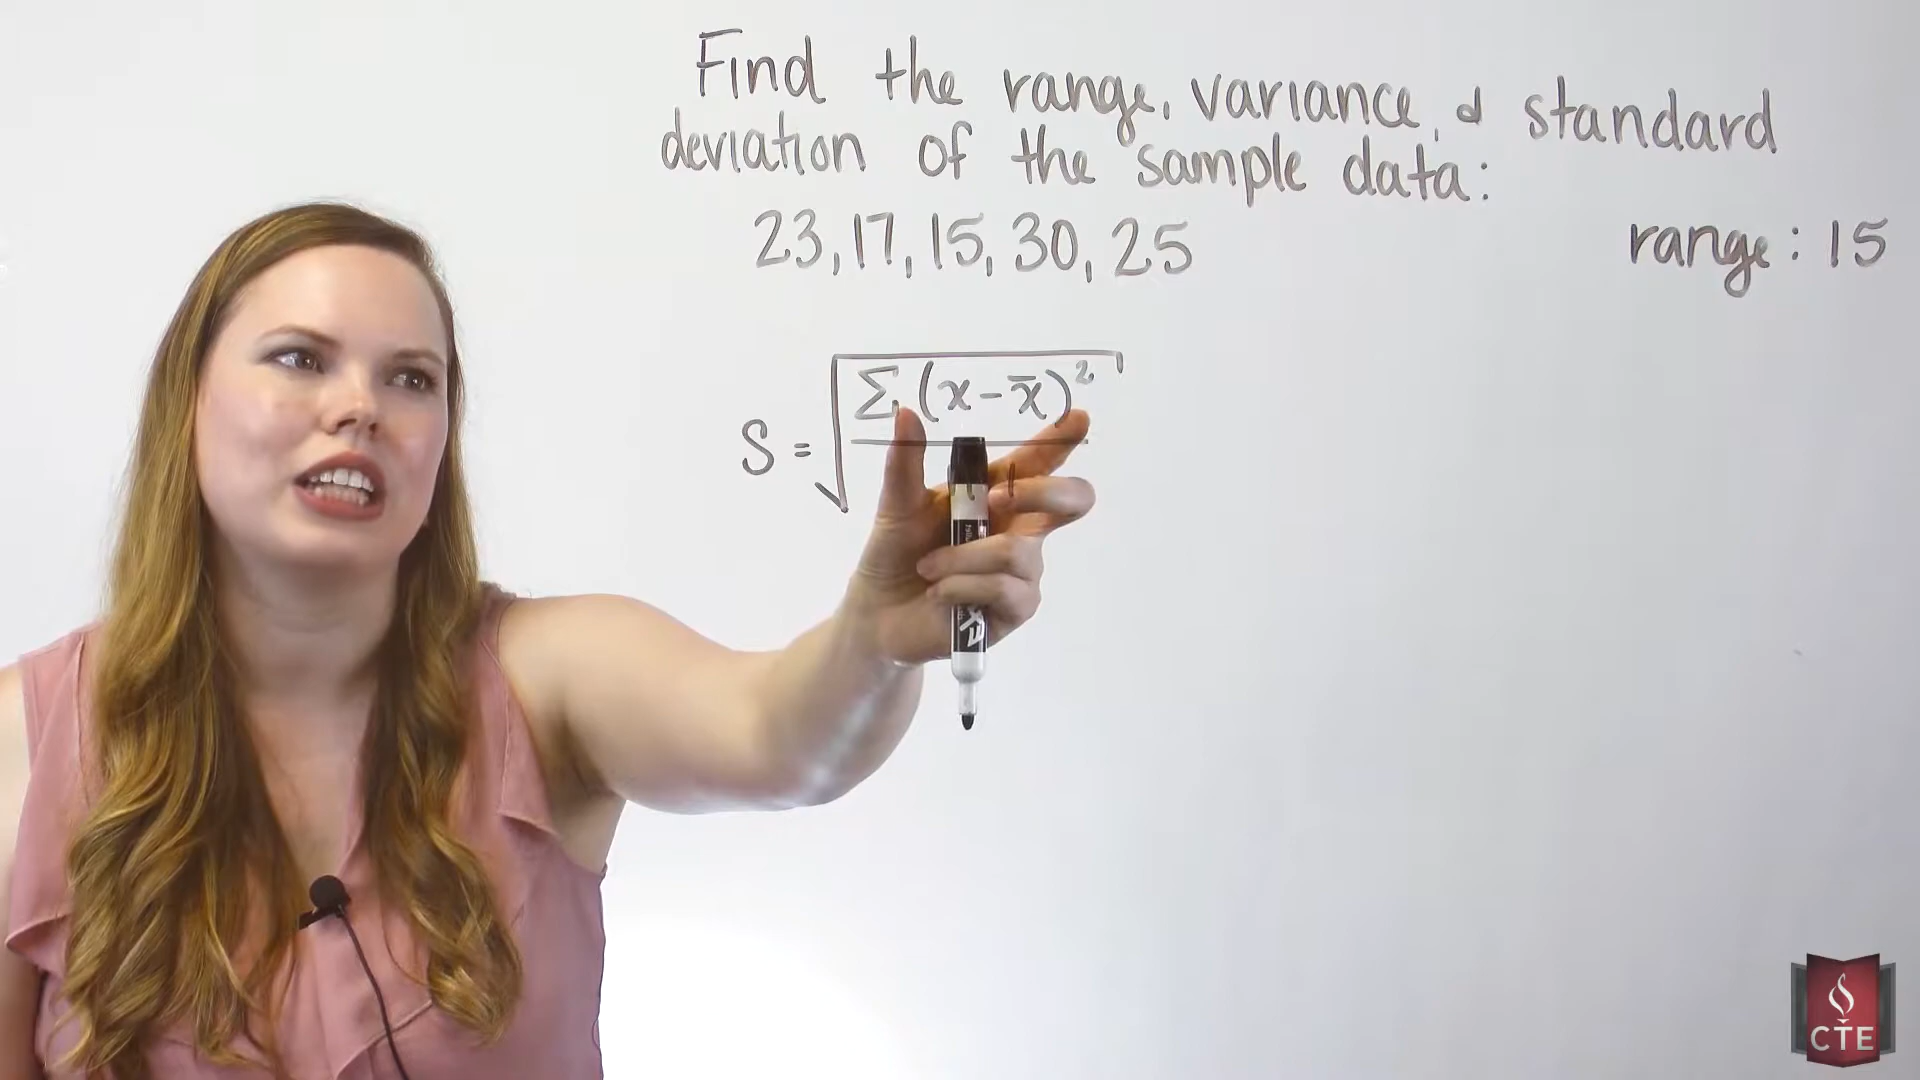 Find the range, variance, & standard
deviation of the sample data:
23, 17, 15, 30, 25
range: 15
S = √ Σ (x - x̄)²
1
CTE